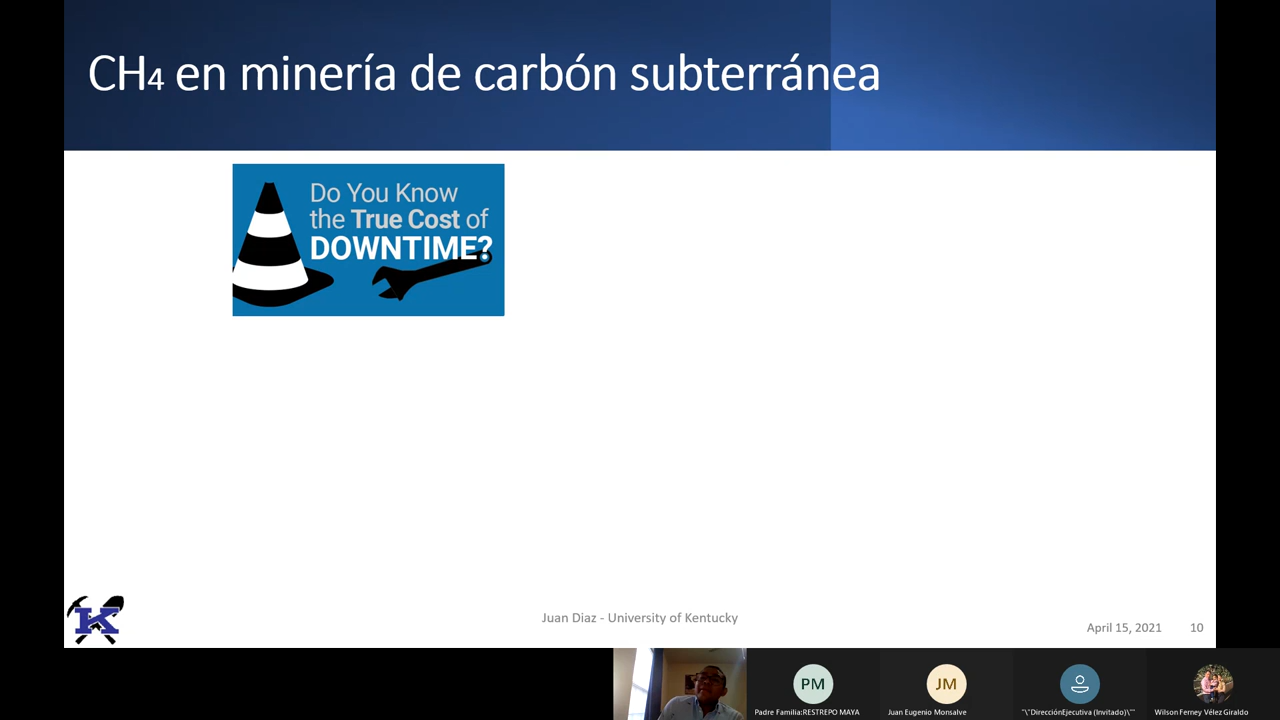 CH4 en minería de carbón subterránea
Do You Know
the True Cost of
DOWNTIME?
K
Juan Diaz - University of Kentucky
April 15, 2021
10
PM
JM
Padre Familia:RESTREPO MAYA
Juan Eugenio Monsalve
"\"DirecciónEjecutiva (Invitado)\""
Wilson Ferney Vélez Giraldo